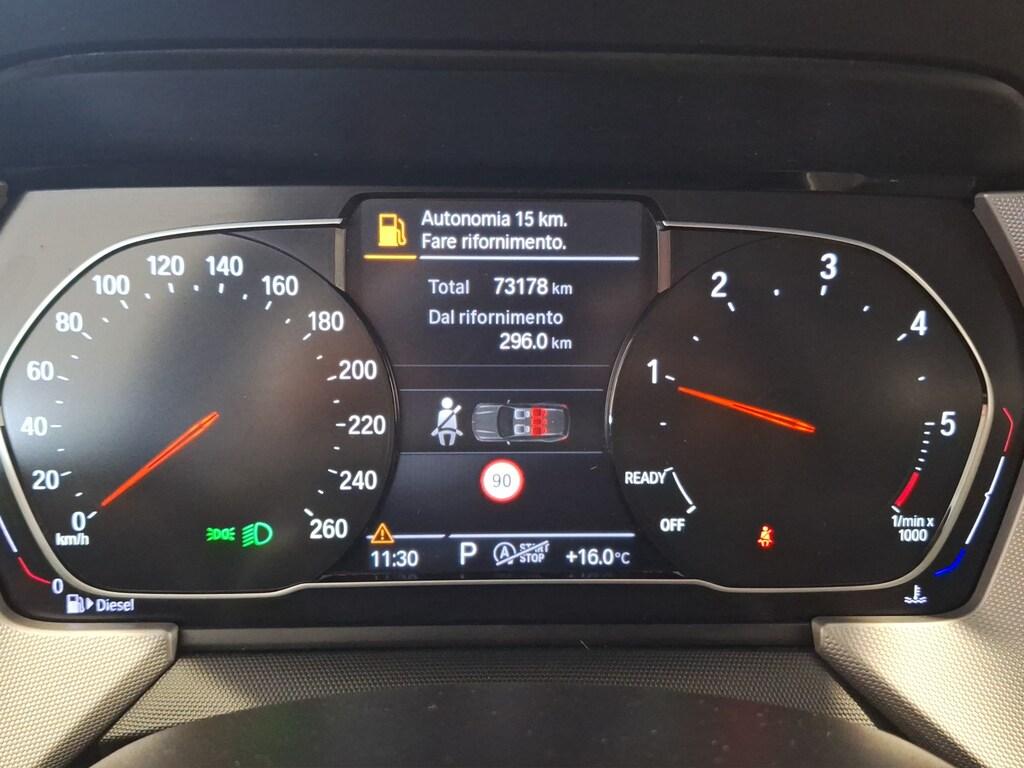 Autonomia 15 km.
Fare rifornimento.
Total 73178 km
Dal rifornimento
296.0 km
90
11:30 P A START STOP +16.0°C
0 20 40 60 80 100 120 140 160 180 200 220 240 260
km/h
0
Diesel
OFF READY 1 2 3 4 5
1/min x
1000